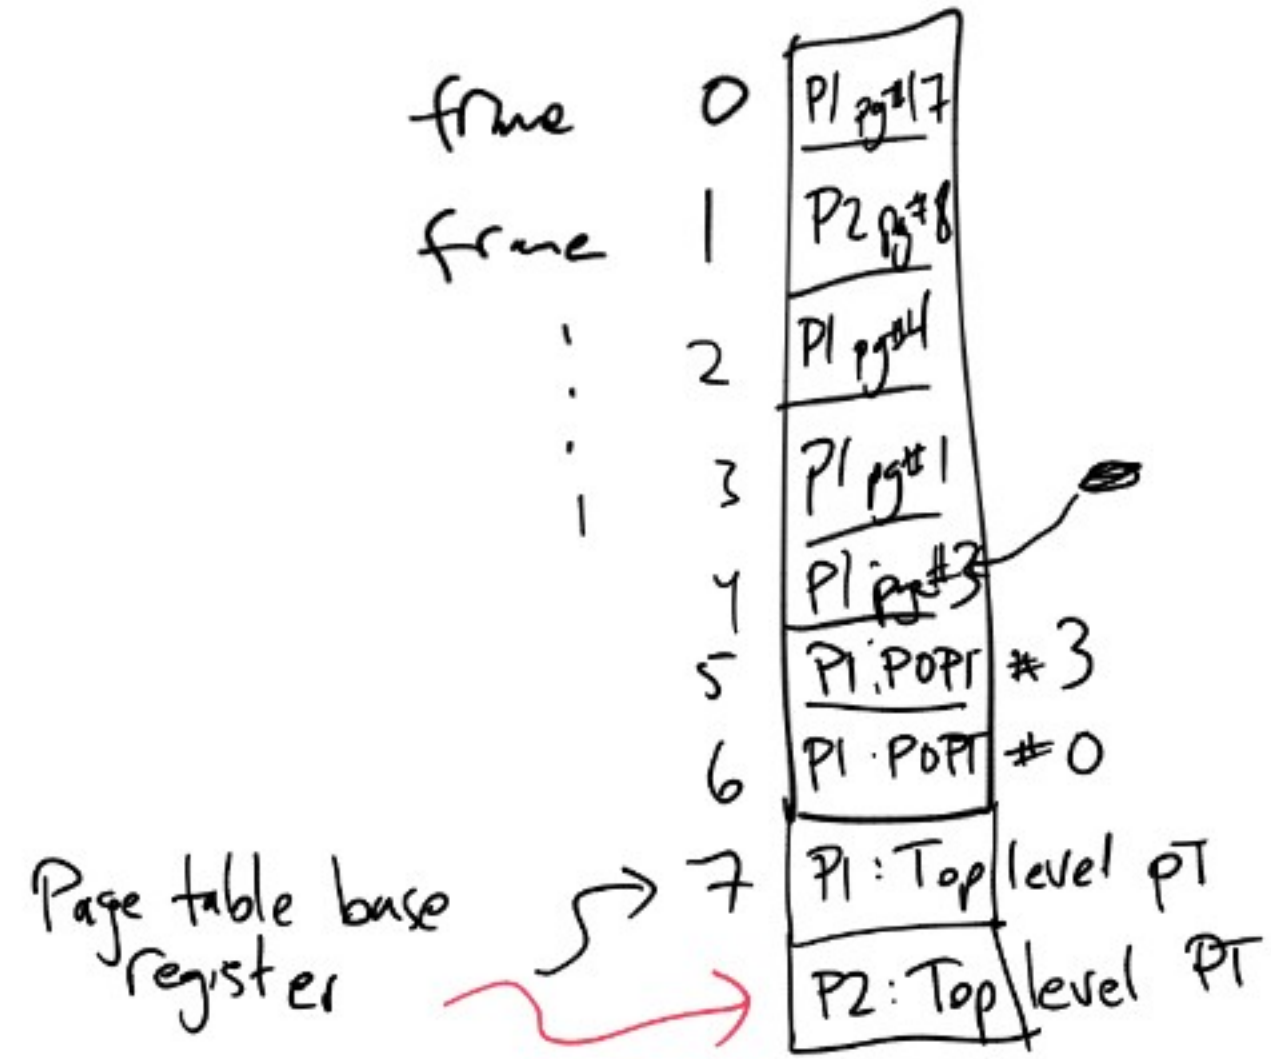 frame 0 P1 pg#17
frame 1 P2 pg#8
2 P1 pg#4
3 P1 pg#1
4 P1 pg#3
5 P1: POPT #3
6 P1: POPT #0
7 P1: Top level PT
Page table base
register
P2: Top level PT